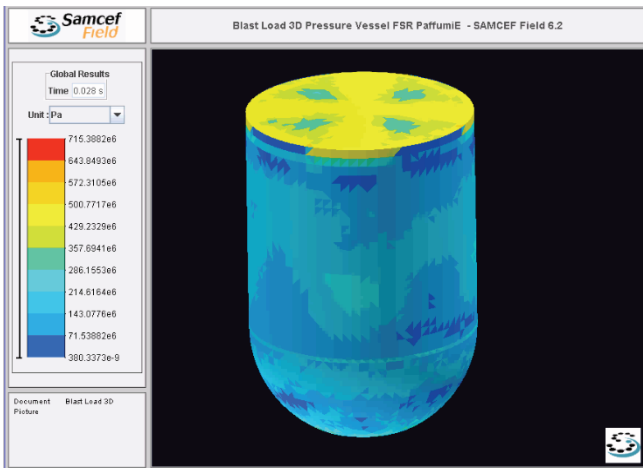 Samcef
Field
Blast Load 3D Pressure Vessel FSR PaffumiE - SAMCEF Field 6.2
Global Results
Time 0.028 s
Unit : Pa
715.3882e6
643.8493e6
572.3105e6
500.7717e6
429.2329e6
357.6941e6
286.1553e6
214.6164e6
143.0776e6
71.53882e6
380.3373e-9
Document Blast Load 3D
Picture